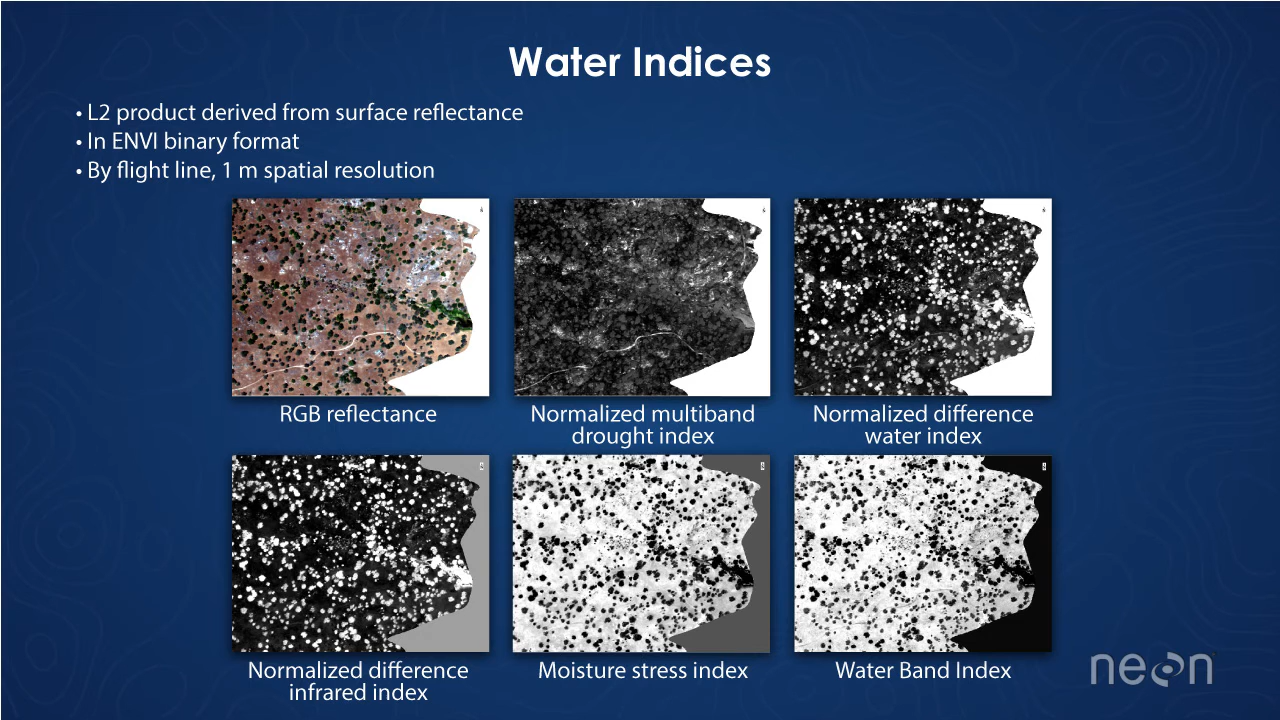 Water Indices
• L2 product derived from surface reflectance
• In ENVI binary format
• By flight line, 1 m spatial resolution
RGB reflectance
Normalized multiband
drought index
Normalized difference
water index
Normalized difference
infrared index
Moisture stress index
Water Band Index
neon